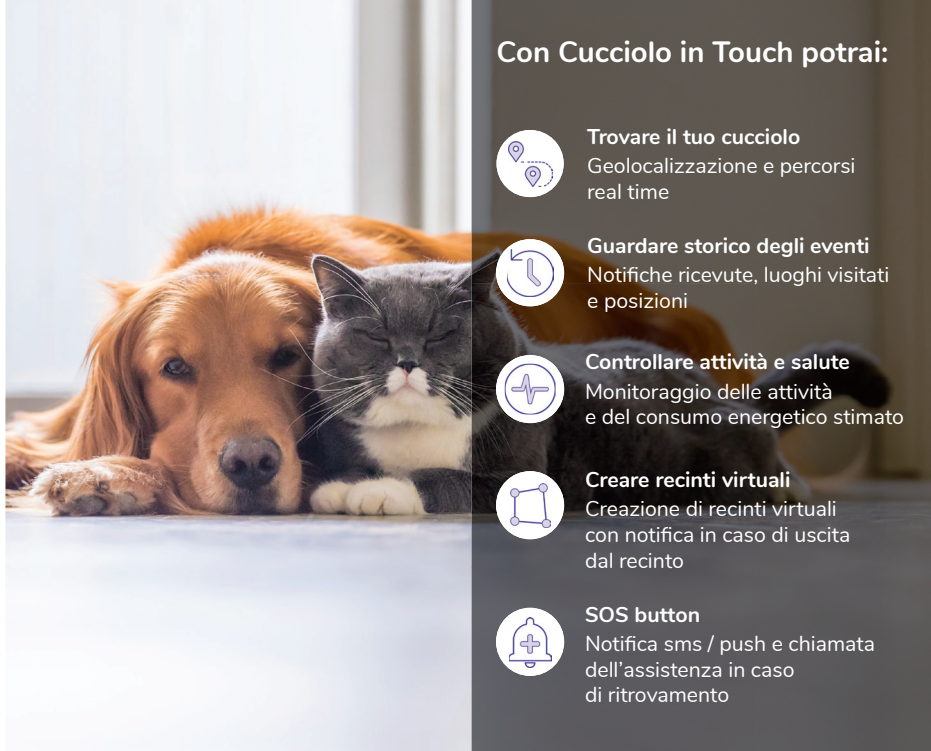 Con Cucciolo in Touch potrai:
Trovare il tuo cucciolo
Geolocalizzazione e percorsi
real time
Guardare storico degli eventi
Notifiche ricevute, luoghi visitati
e posizioni
Controllare attività e salute
Monitoraggio delle attività
e del consumo energetico stimato
Creare recinti virtuali
Creazione di recinti virtuali
con notifica in caso di uscita
dal recinto
SOS button
Notifica sms / push e chiamata
dell’assistenza in caso
di ritrovamento